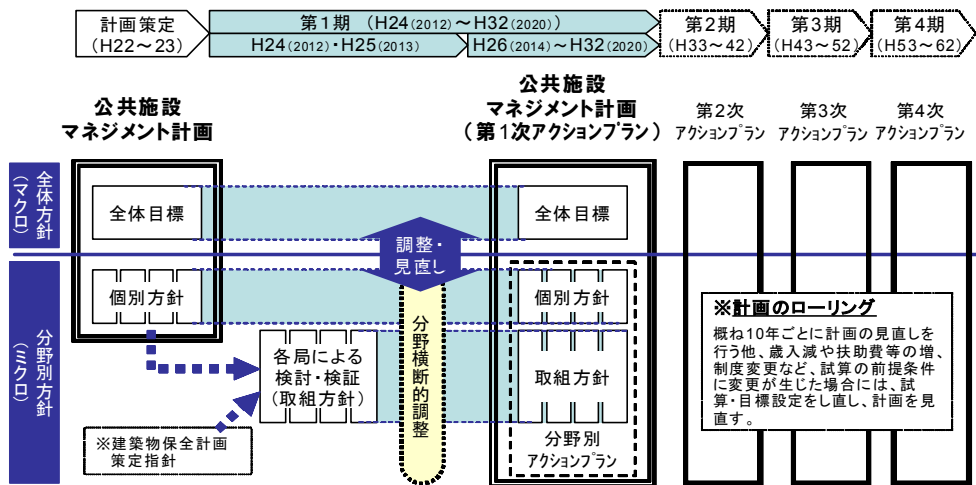 計画策定
(H22～23)
第1期 (H24(2012)～H32(2020))
H24(2012)・H25(2013)
H26(2014)～H32(2020)
第2期
(H33～42)
第3期
(H43～52)
第4期
(H53～62)
公共施設
マネジメント計画
公共施設
マネジメント計画
(第1次アクションプラン)
第2次
アクションプラン
第3次
アクションプラン
第4次
アクションプラン
全体方針
(マクロ)
全体目標
全体目標
調整・
見直し
分野別方針
(ミクロ)
個別方針
個別方針
各局による
検討・検証
(取組方針)
分野横断的調整
取組方針
分野別
アクションプラン
※建築物保全計画
策定指針
※計画のローリング
概ね10年ごとに計画の見直しを
行う他、歳入減や扶助費等の増、
制度変更など、試算の前提条件
に変更が生じた場合には、試
算・目標設定をし直し、計画を見
直す。